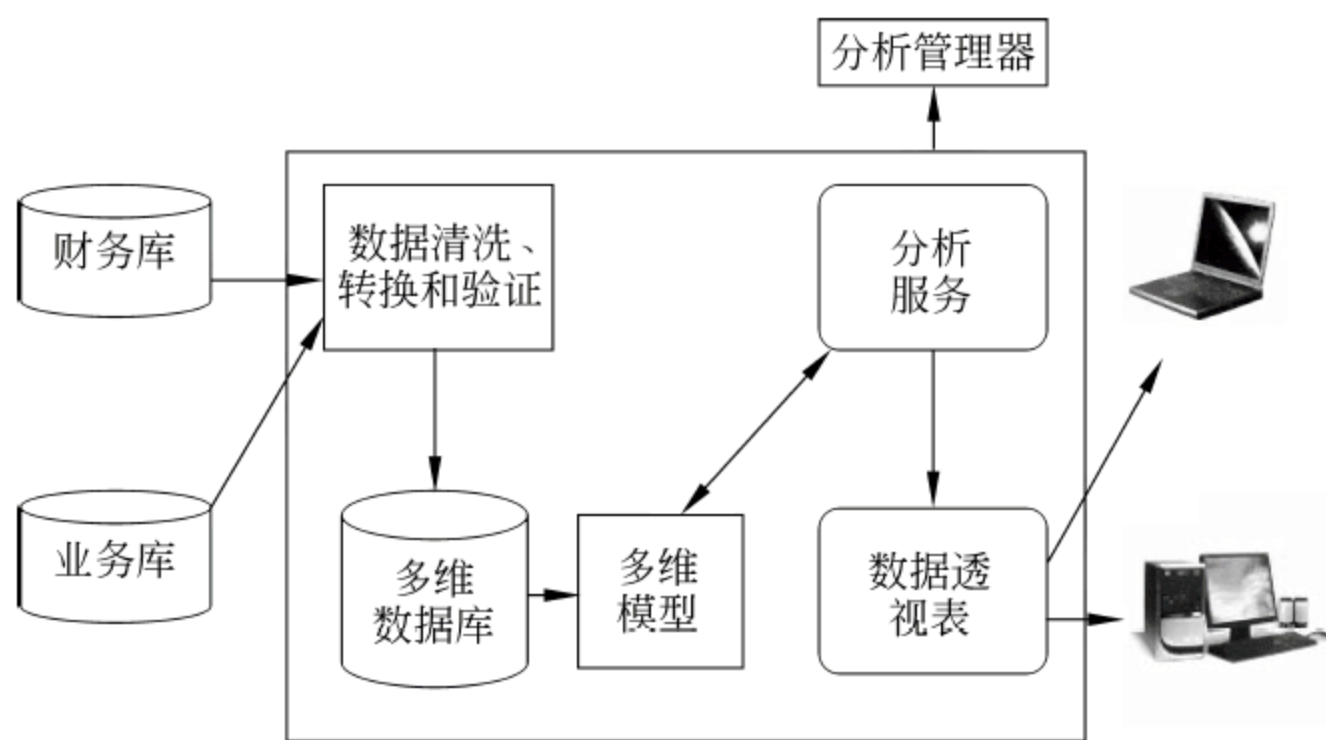 分析管理器
财务库
数据清洗、
转换和验证
分析
服务
业务库
多维
数据库
多维
模型
数据透
视表